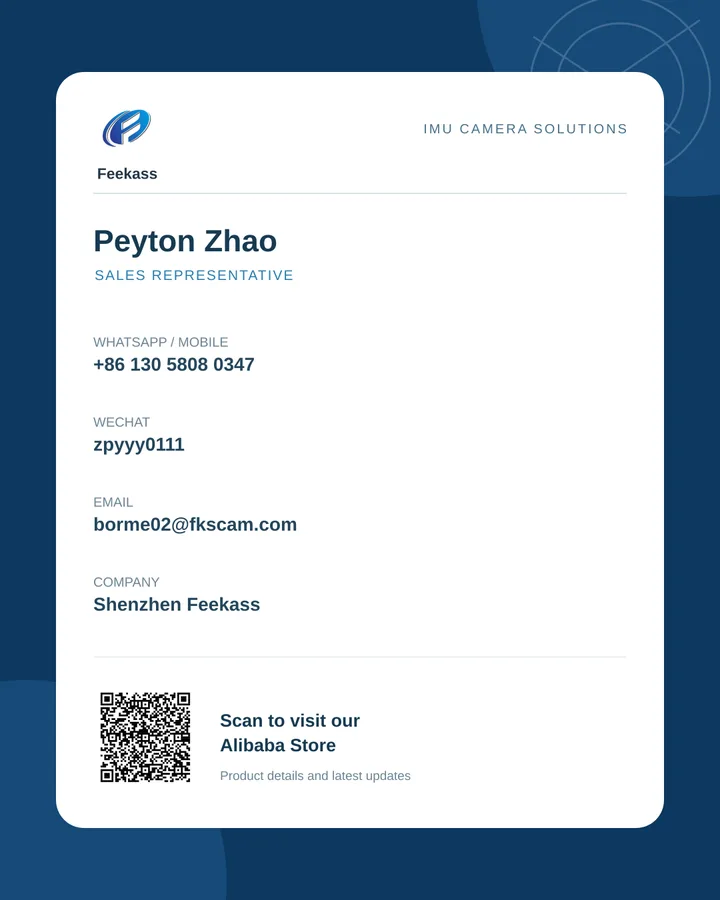 IMU CAMERA SOLUTIONS
Feekass
Peyton Zhao
SALES REPRESENTATIVE
WHATSAPP / MOBILE
+86 130 5808 0347
WECHAT
zpyyy0111
EMAIL
borme02@fkscam.com
COMPANY
Shenzhen Feekass
Scan to visit our
Alibaba Store
Product details and latest updates